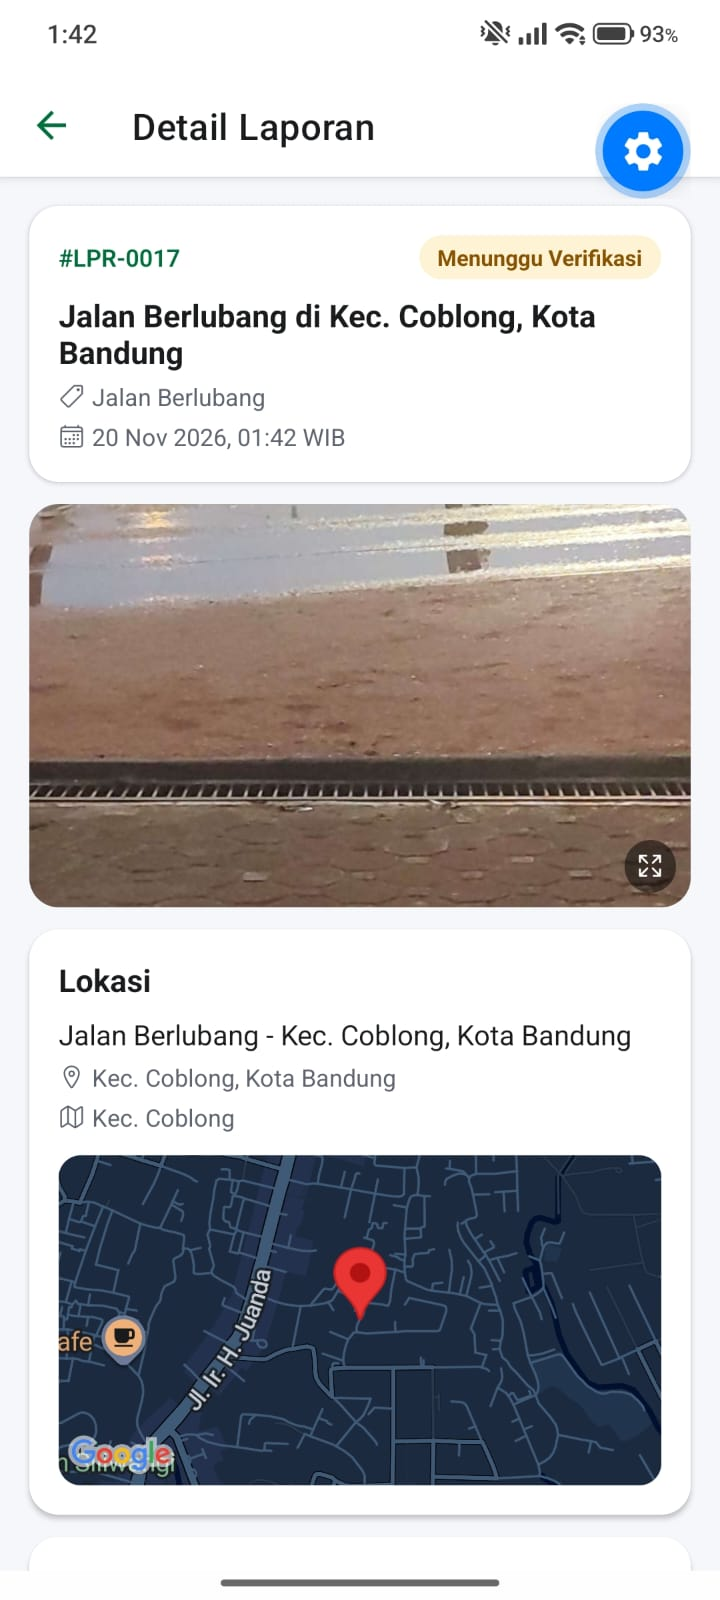 1:42
93%
Detail Laporan
#LPR-0017
Menunggu Verifikasi
Jalan Berlubang di Kec. Coblong, Kota
Bandung
Jalan Berlubang
20 Nov 2026, 01:42 WIB
Lokasi
Jalan Berlubang - Kec. Coblong, Kota Bandung
Kec. Coblong, Kota Bandung
Kec. Coblong
Jl. Ir. H. Juanda
afe
Google